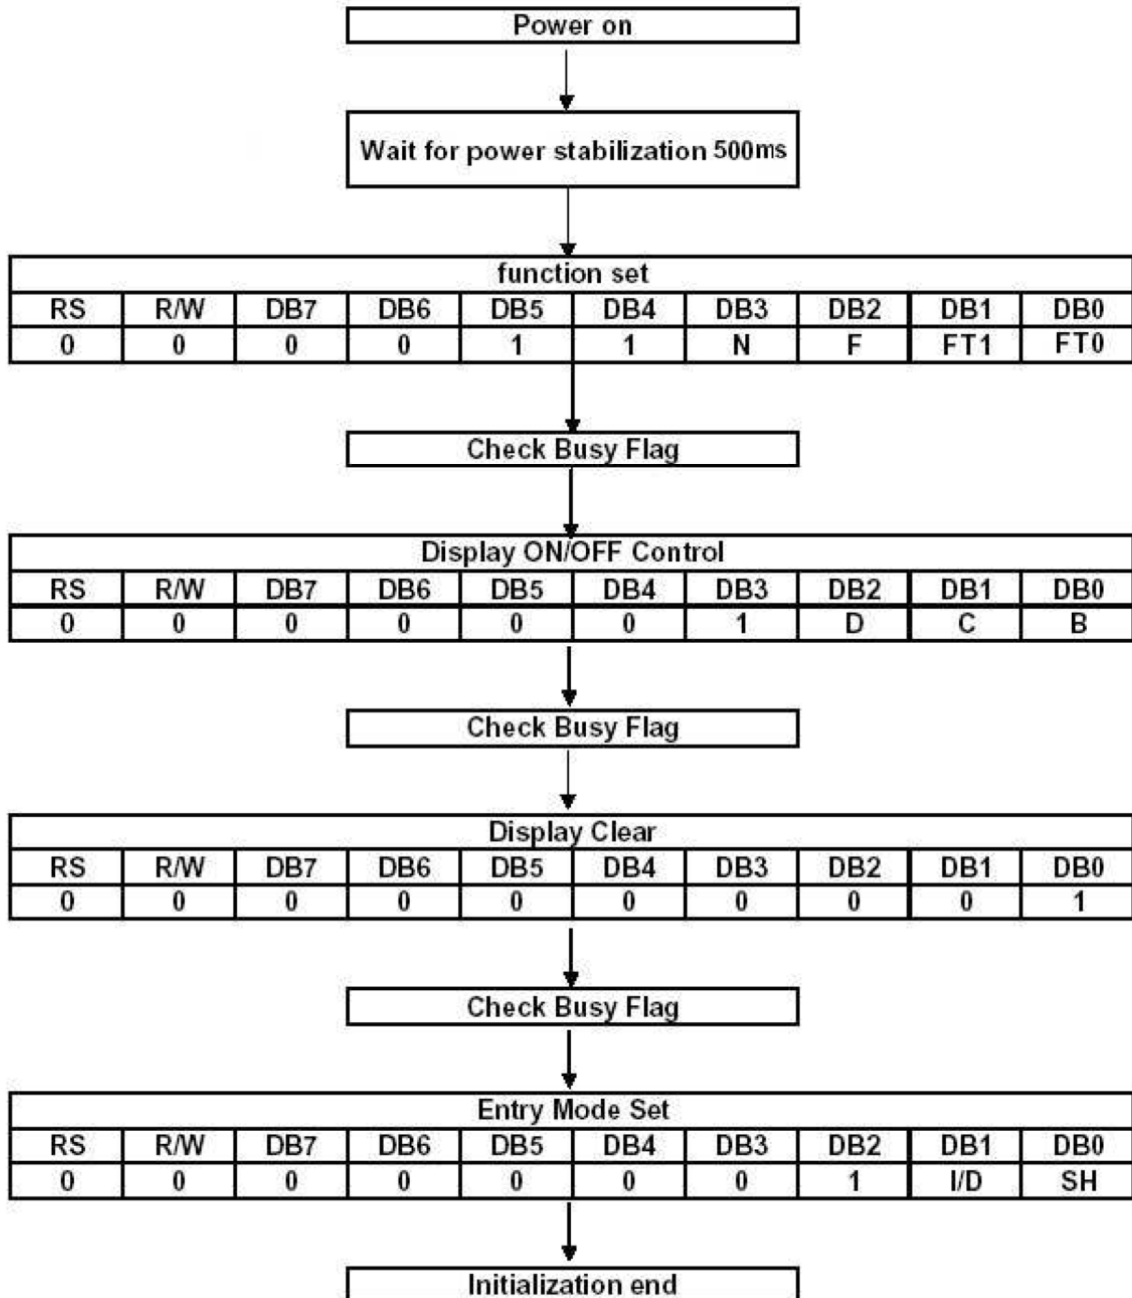 Power on
Wait for power stabilization 500ms
function set
RS R/W DB7 DB6 DB5 DB4 DB3 DB2 DB1 DB0
0 0 0 0 1 1 N F FT1 FT0
Check Busy Flag
Display ON/OFF Control
RS R/W DB7 DB6 DB5 DB4 DB3 DB2 DB1 DB0
0 0 0 0 0 0 1 D C B
Check Busy Flag
Display Clear
RS R/W DB7 DB6 DB5 DB4 DB3 DB2 DB1 DB0
0 0 0 0 0 0 0 0 0 1
Check Busy Flag
Entry Mode Set
RS R/W DB7 DB6 DB5 DB4 DB3 DB2 DB1 DB0
0 0 0 0 0 0 0 1 I/D SH
Initialization end